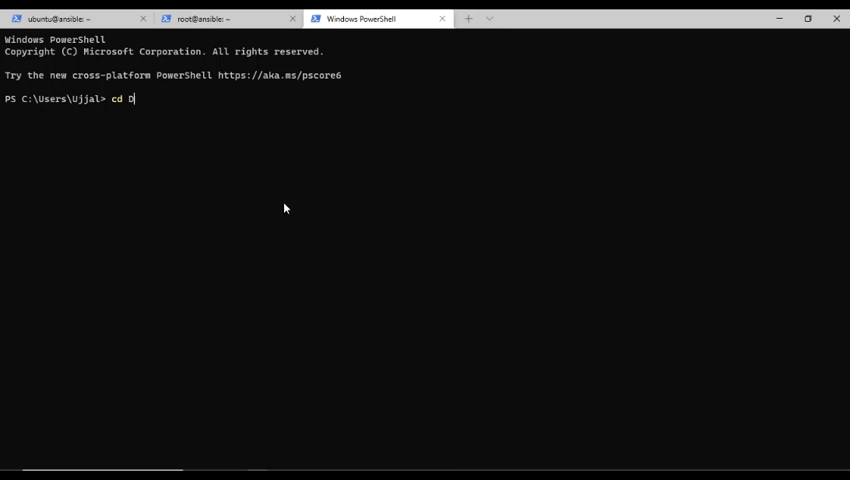 ubuntu@ansible: ~ root@ansible: ~ Windows PowerShell
Windows PowerShell
Copyright (C) Microsoft Corporation. All rights reserved.
Try the new cross-platform PowerShell https://aka.ms/pscore6
PS C:\Users\Ujjal> cd D